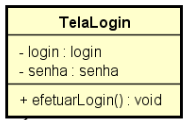 TelaLogin
- login : login
- senha : senha
+ efetuarLogin() : void